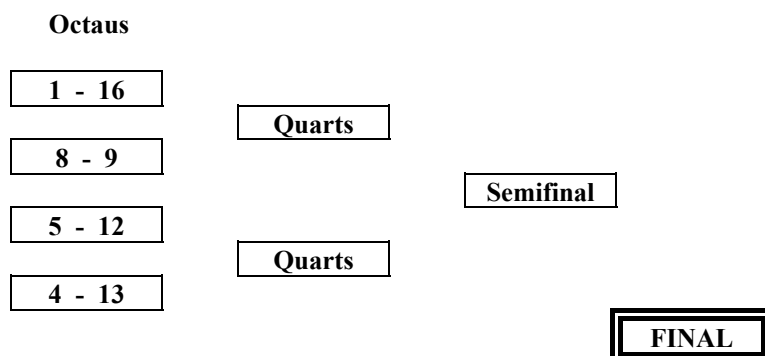 Octaus
1 - 16
Quarts
8 - 9
Semifinal
5 - 12
Quarts
4 - 13
FINAL